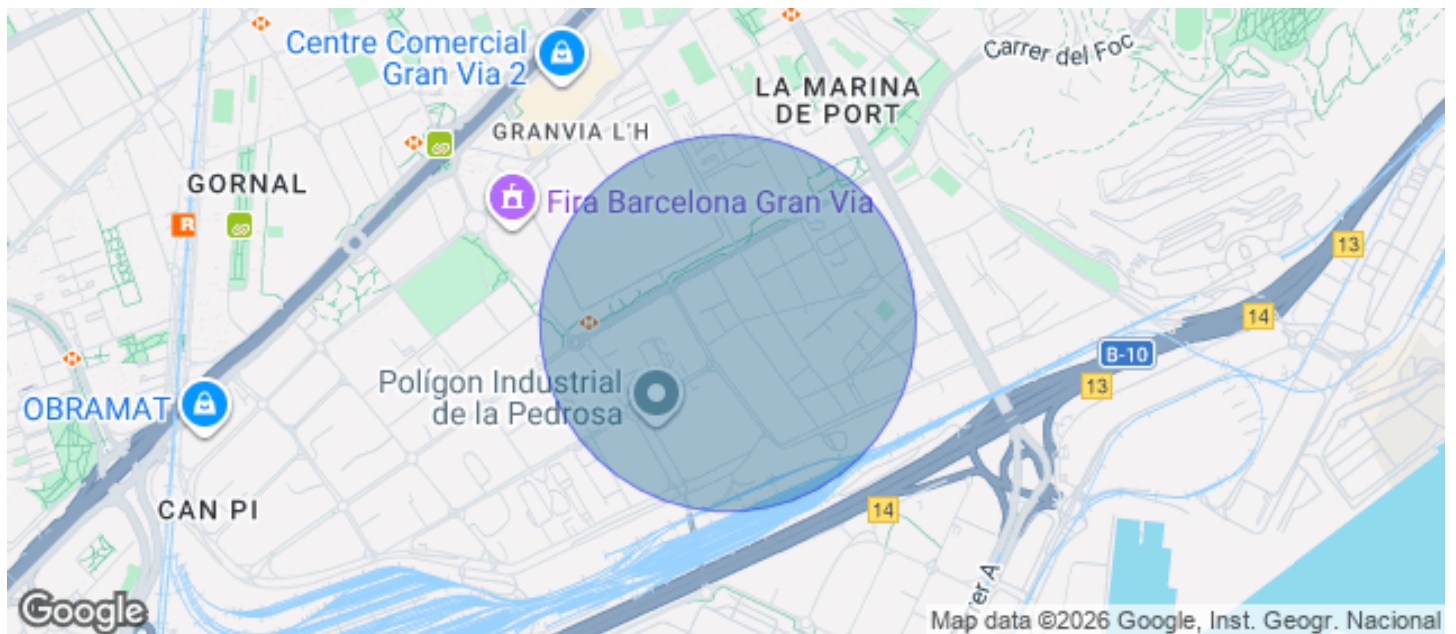 Centre Comercial
Gran Via 2
Carrer del Foc
LA MARINA
DE PORT
GRANVIA L'H
GORNAL
R
Fira Barcelona Gran Via
13
14
B-10
13
Polígon Industrial
de la Pedrosa
OBRAMAT
CAN PI
14
er A
Google
Map data ©2026 Google, Inst. Geogr. Nacional